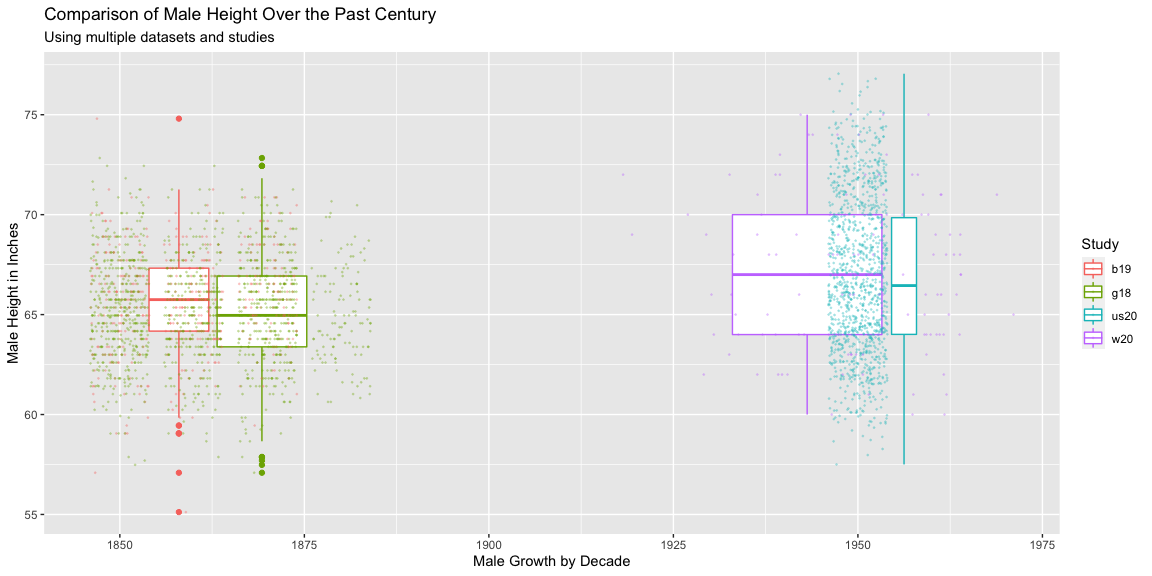 Comparison of Male Height Over the Past Century
Using multiple datasets and studies
Male Height in Inches
75
70
65
60
55
1850
1875
1900
1925
1950
1975
Male Growth by Decade
Study
b19
g18
us20
w20